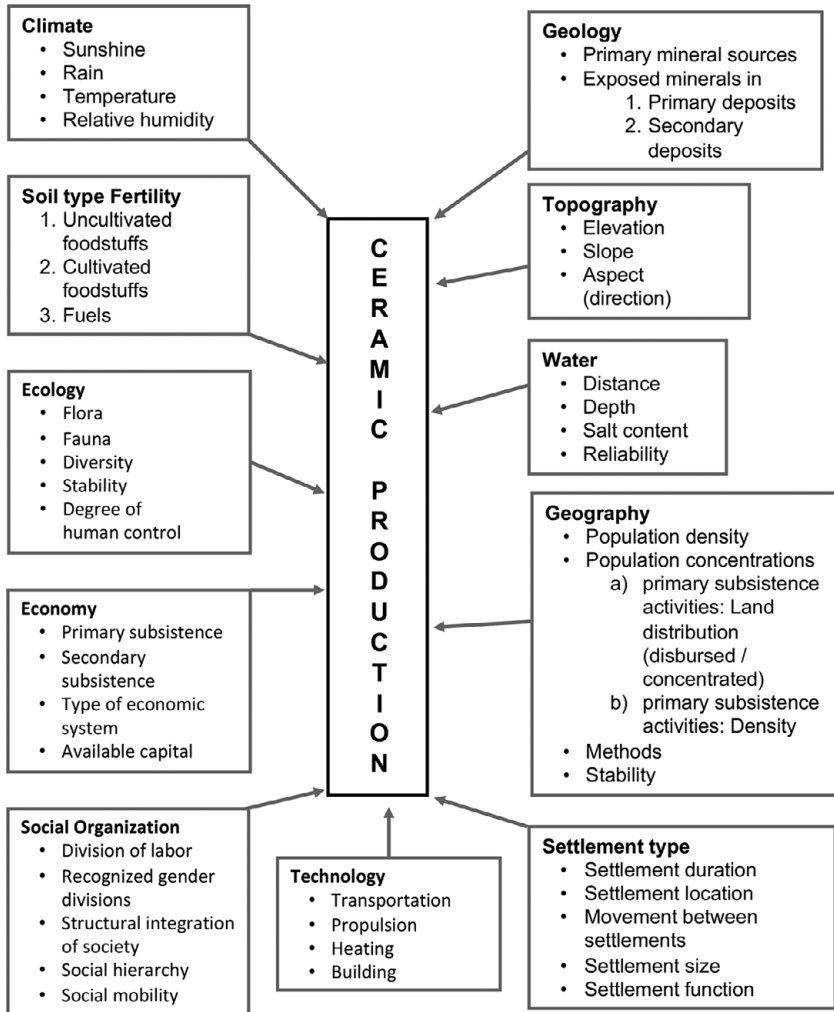 Climate
• Sunshine
• Rain
• Temperature
• Relative humidity
Soil type Fertility
1. Uncultivated
foodstuffs
2. Cultivated
foodstuffs
3. Fuels
Ecology
• Flora
• Fauna
• Diversity
• Stability
• Degree of
human control
Economy
• Primary subsistence
• Secondary
subsistence
• Type of economic
system
• Available capital
Social Organization
• Division of labor
• Recognized gender
divisions
• Structural integration
of society
• Social hierarchy
• Social mobility
CERAMIC PRODUCTION
Technology
• Transportation
• Propulsion
• Heating
• Building
Geology
• Primary mineral sources
• Exposed minerals in
1. Primary deposits
2. Secondary
deposits
Topography
• Elevation
• Slope
• Aspect
(direction)
Water
• Distance
• Depth
• Salt content
• Reliability
Geography
• Population density
• Population concentrations
a) primary subsistence
activities: Land
distribution
(disbursed /
concentrated)
b) primary subsistence
activities: Density
• Methods
• Stability
Settlement type
• Settlement duration
• Settlement location
• Movement between
settlements
• Settlement size
• Settlement function